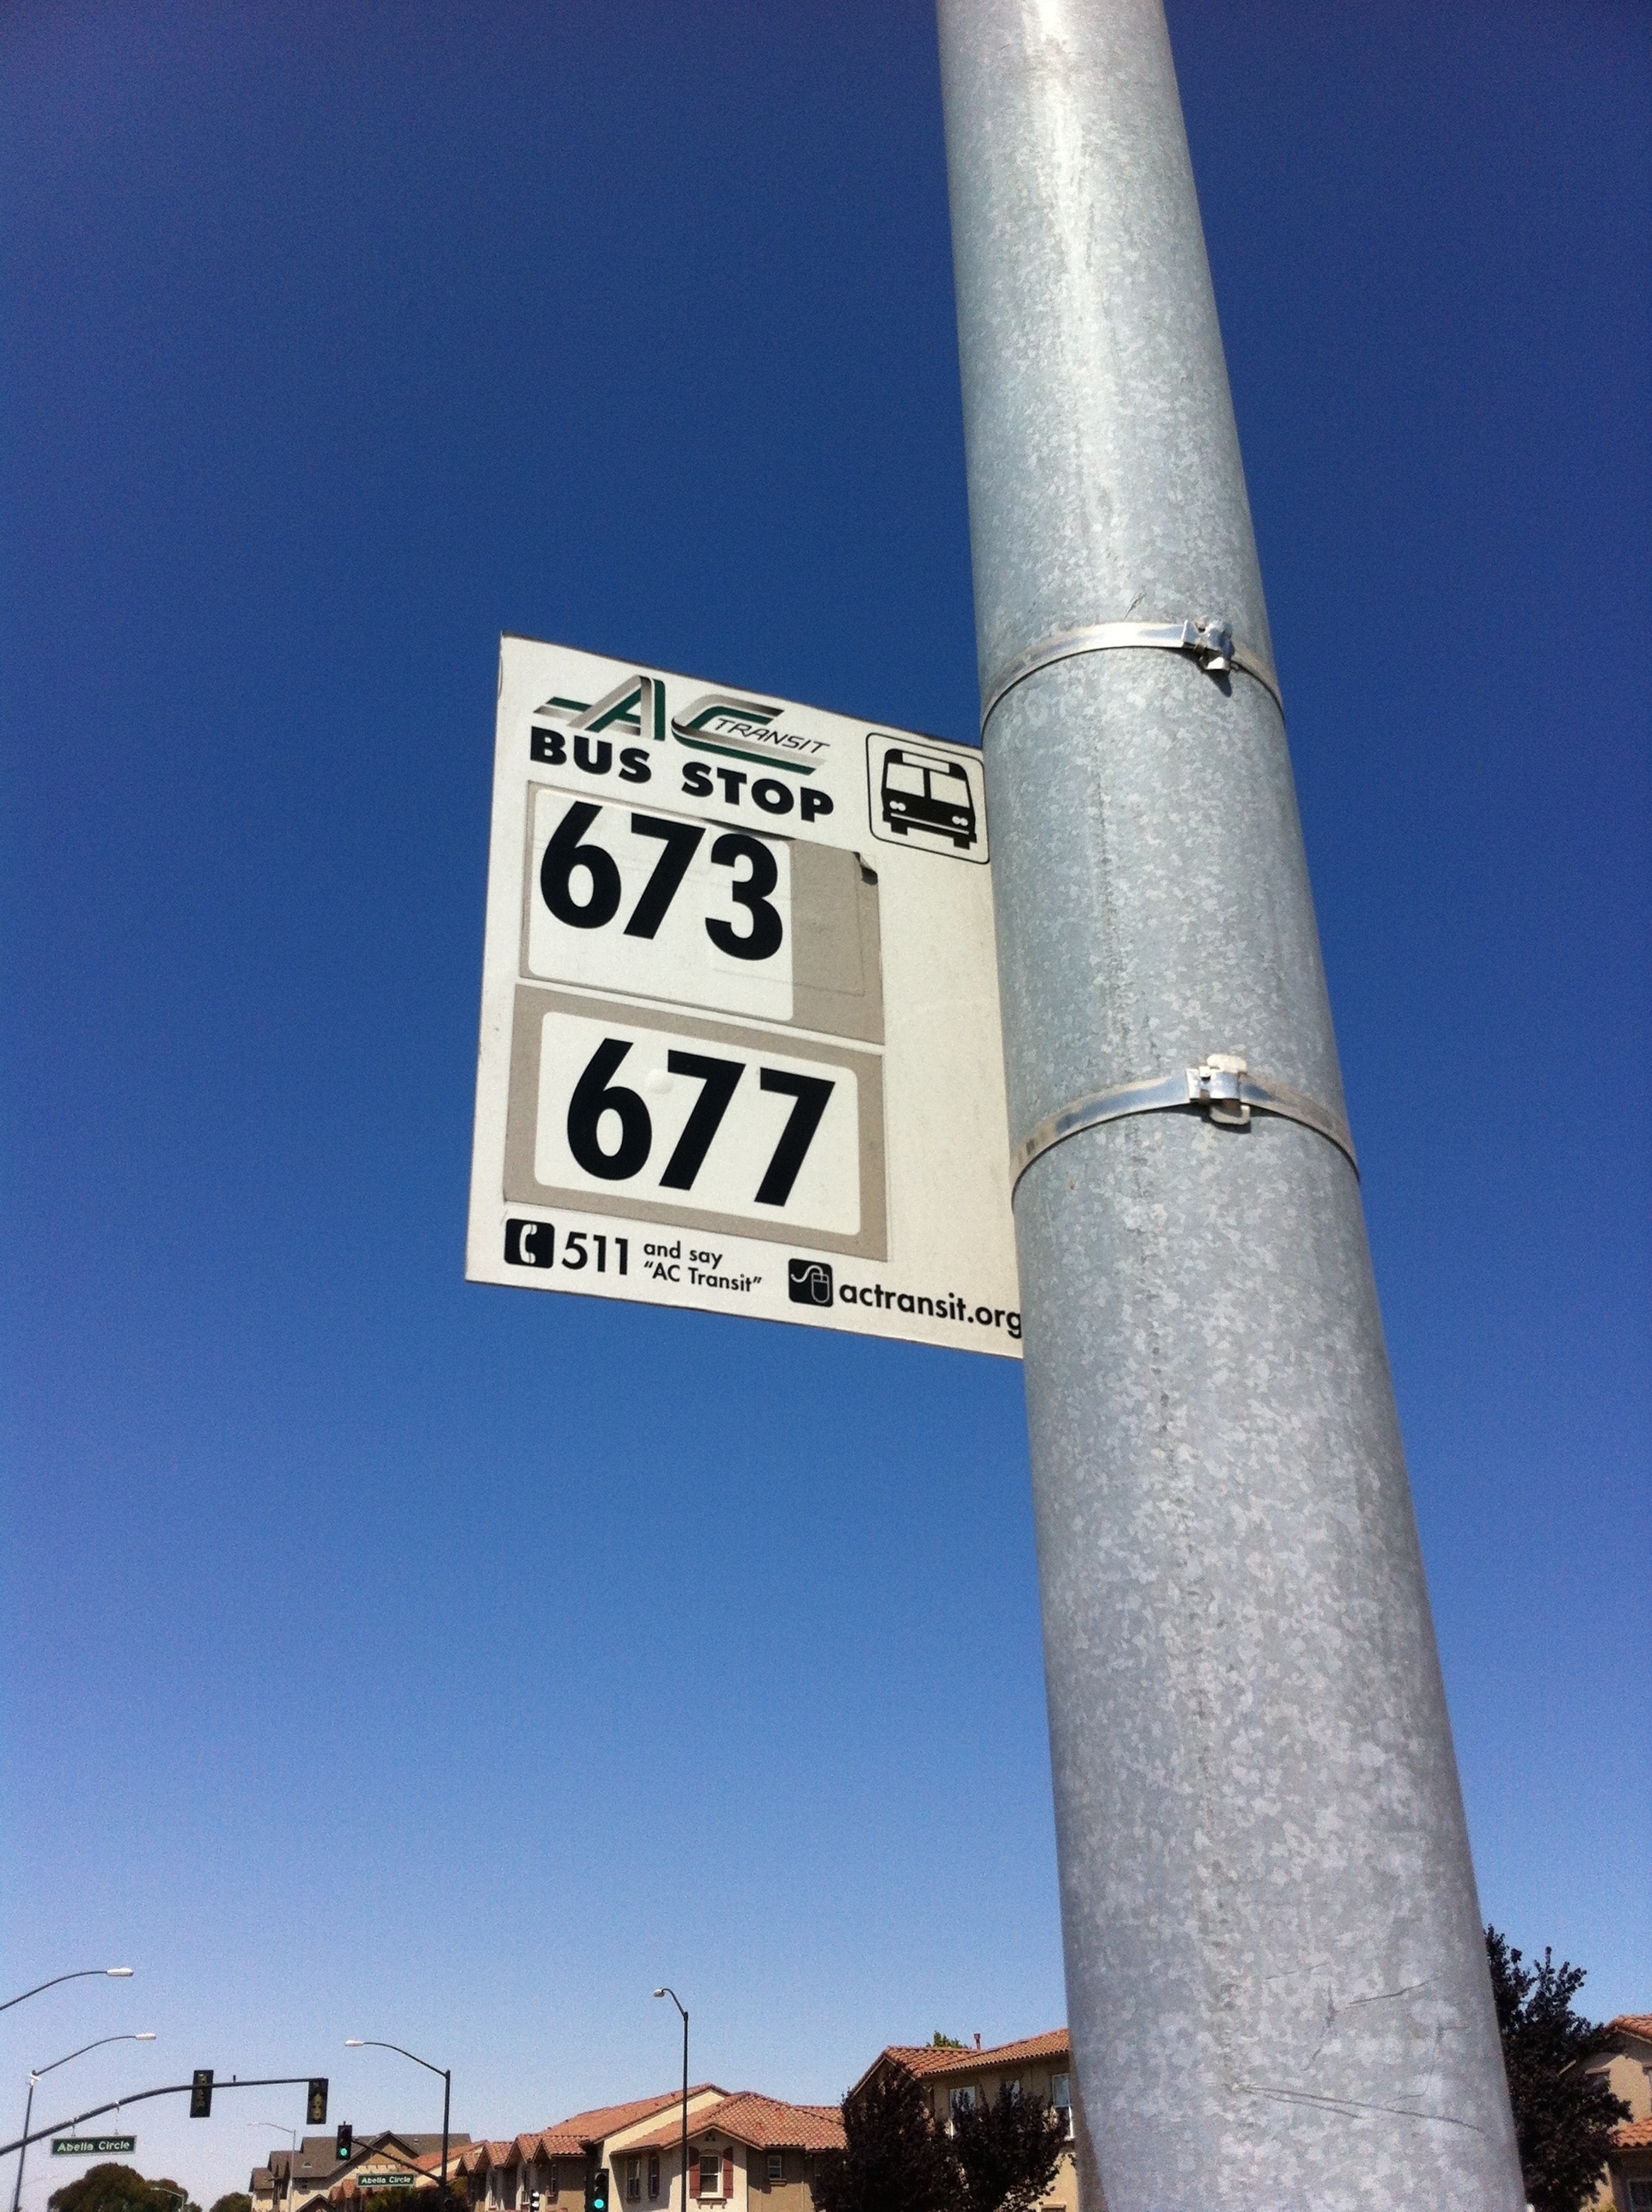 AC TRANSIT
BUS STOP
673
677
511 and say
"AC Transit"
actransit.org
Abella Circle
Abella Circle